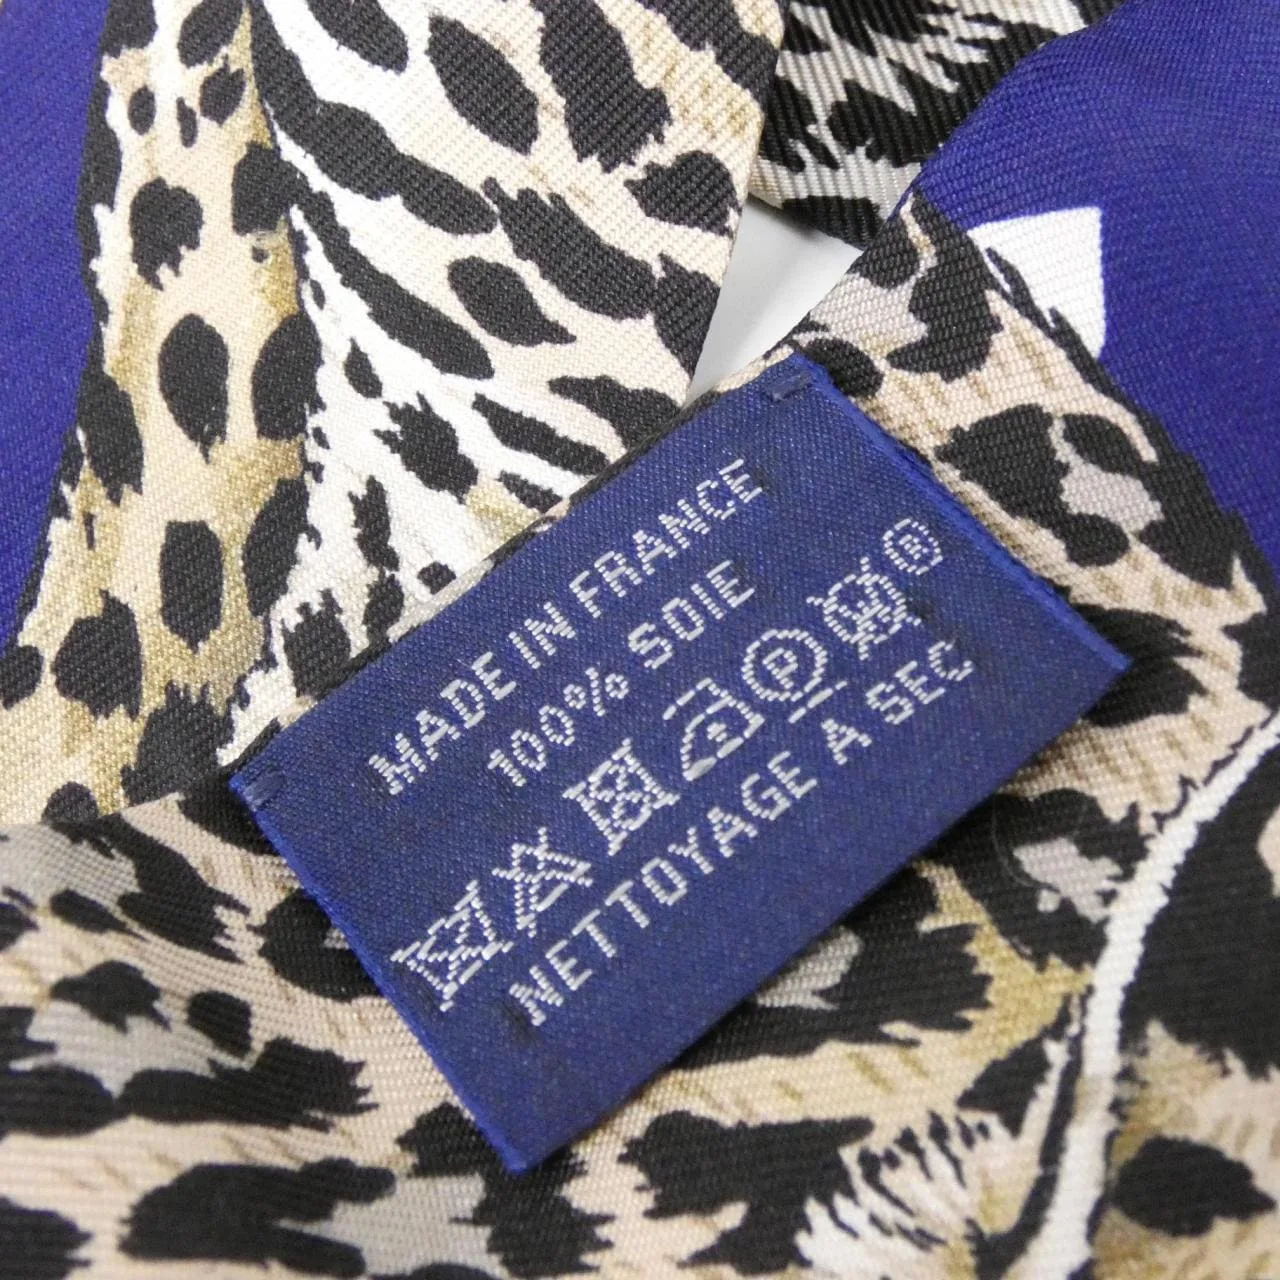 MADE IN FRANCE
100% SOIE
P ®
NETTOYAGE A SEC